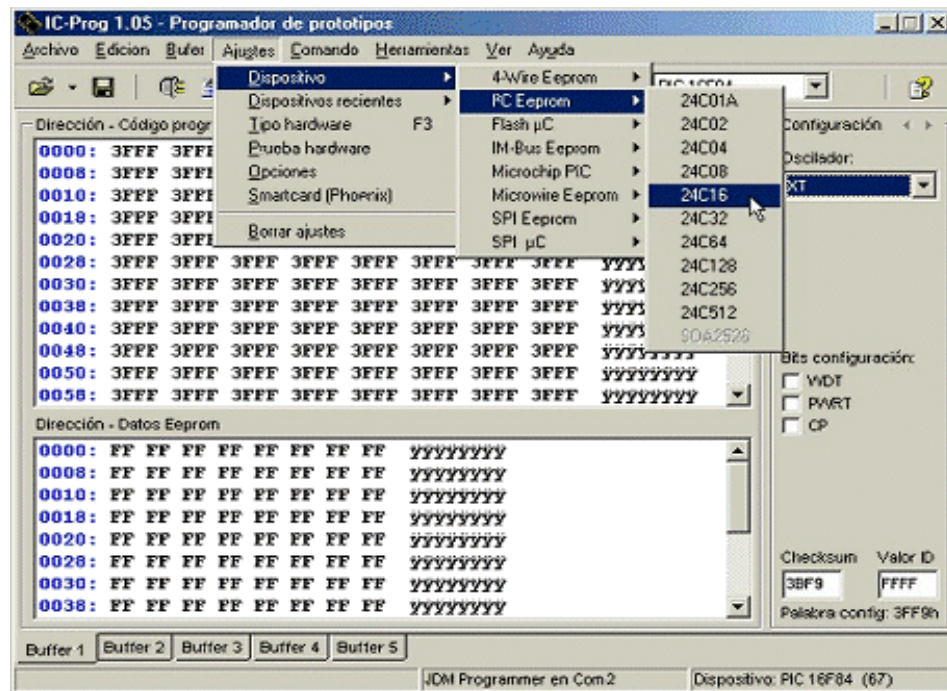 IC-Prog 1.05 - Programador de prototipos
Archivo Edicion Bufer Ajustes Comando Herramientas Ver Ayuda
Dispositivo
Dispositivos recientes
Tipo hardware F3
Prueba hardware
Opciones
Smartcard (Phoenix)
Borrar ajustes
4-Wire Eeprom
I²C Eeprom
Flash µC
IM-Bus Eeprom
Microchip PIC
Microwire Eeprom
SPI Eeprom
SPI µC
24C01A
24C02
24C04
24C08
24C16
24C32
24C64
24C128
24C256
24C512
SDA2526
PIC 16F84
Dirección - Código progr
0000: 3FFF 3FFF
0008: 3FFF 3FFF
0010: 3FFF 3FFF
0018: 3FFF 3FFF
0020: 3FFF 3FFF
0028: 3FFF 3FFF 3FFF 3FFF 3FFF 3FFF 3FFF 3FFF ÿÿÿÿ
0030: 3FFF 3FFF 3FFF 3FFF 3FFF 3FFF 3FFF 3FFF ÿÿÿÿ
0038: 3FFF 3FFF 3FFF 3FFF 3FFF 3FFF 3FFF 3FFF ÿÿÿÿ
0040: 3FFF 3FFF 3FFF 3FFF 3FFF 3FFF 3FFF 3FFF ÿÿÿÿ
0048: 3FFF 3FFF 3FFF 3FFF 3FFF 3FFF 3FFF 3FFF ÿÿÿÿÿÿÿÿ
0050: 3FFF 3FFF 3FFF 3FFF 3FFF 3FFF 3FFF 3FFF ÿÿÿÿÿÿÿÿ
0058: 3FFF 3FFF 3FFF 3FFF 3FFF 3FFF 3FFF 3FFF ÿÿÿÿÿÿÿÿ
Dirección - Datos Eeprom
0000: FF FF FF FF FF FF FF FF ÿÿÿÿÿÿÿÿ
0008: FF FF FF FF FF FF FF FF ÿÿÿÿÿÿÿÿ
0010: FF FF FF FF FF FF FF FF ÿÿÿÿÿÿÿÿ
0018: FF FF FF FF FF FF FF FF ÿÿÿÿÿÿÿÿ
0020: FF FF FF FF FF FF FF FF ÿÿÿÿÿÿÿÿ
0028: FF FF FF FF FF FF FF FF ÿÿÿÿÿÿÿÿ
0030: FF FF FF FF FF FF FF FF ÿÿÿÿÿÿÿÿ
0038: FF FF FF FF FF FF FF FF ÿÿÿÿÿÿÿÿ
Configuración
Oscilador:
XT
Bits configuración:
WDT
PWRT
CP
Checksum Valor ID
3BF9 FFFF
Palabra config: 3FF9h
Buffer 1 Buffer 2 Buffer 3 Buffer 4 Buffer 5
JDM Programmer en Com2 Dispositivo: PIC 16F84 (67)